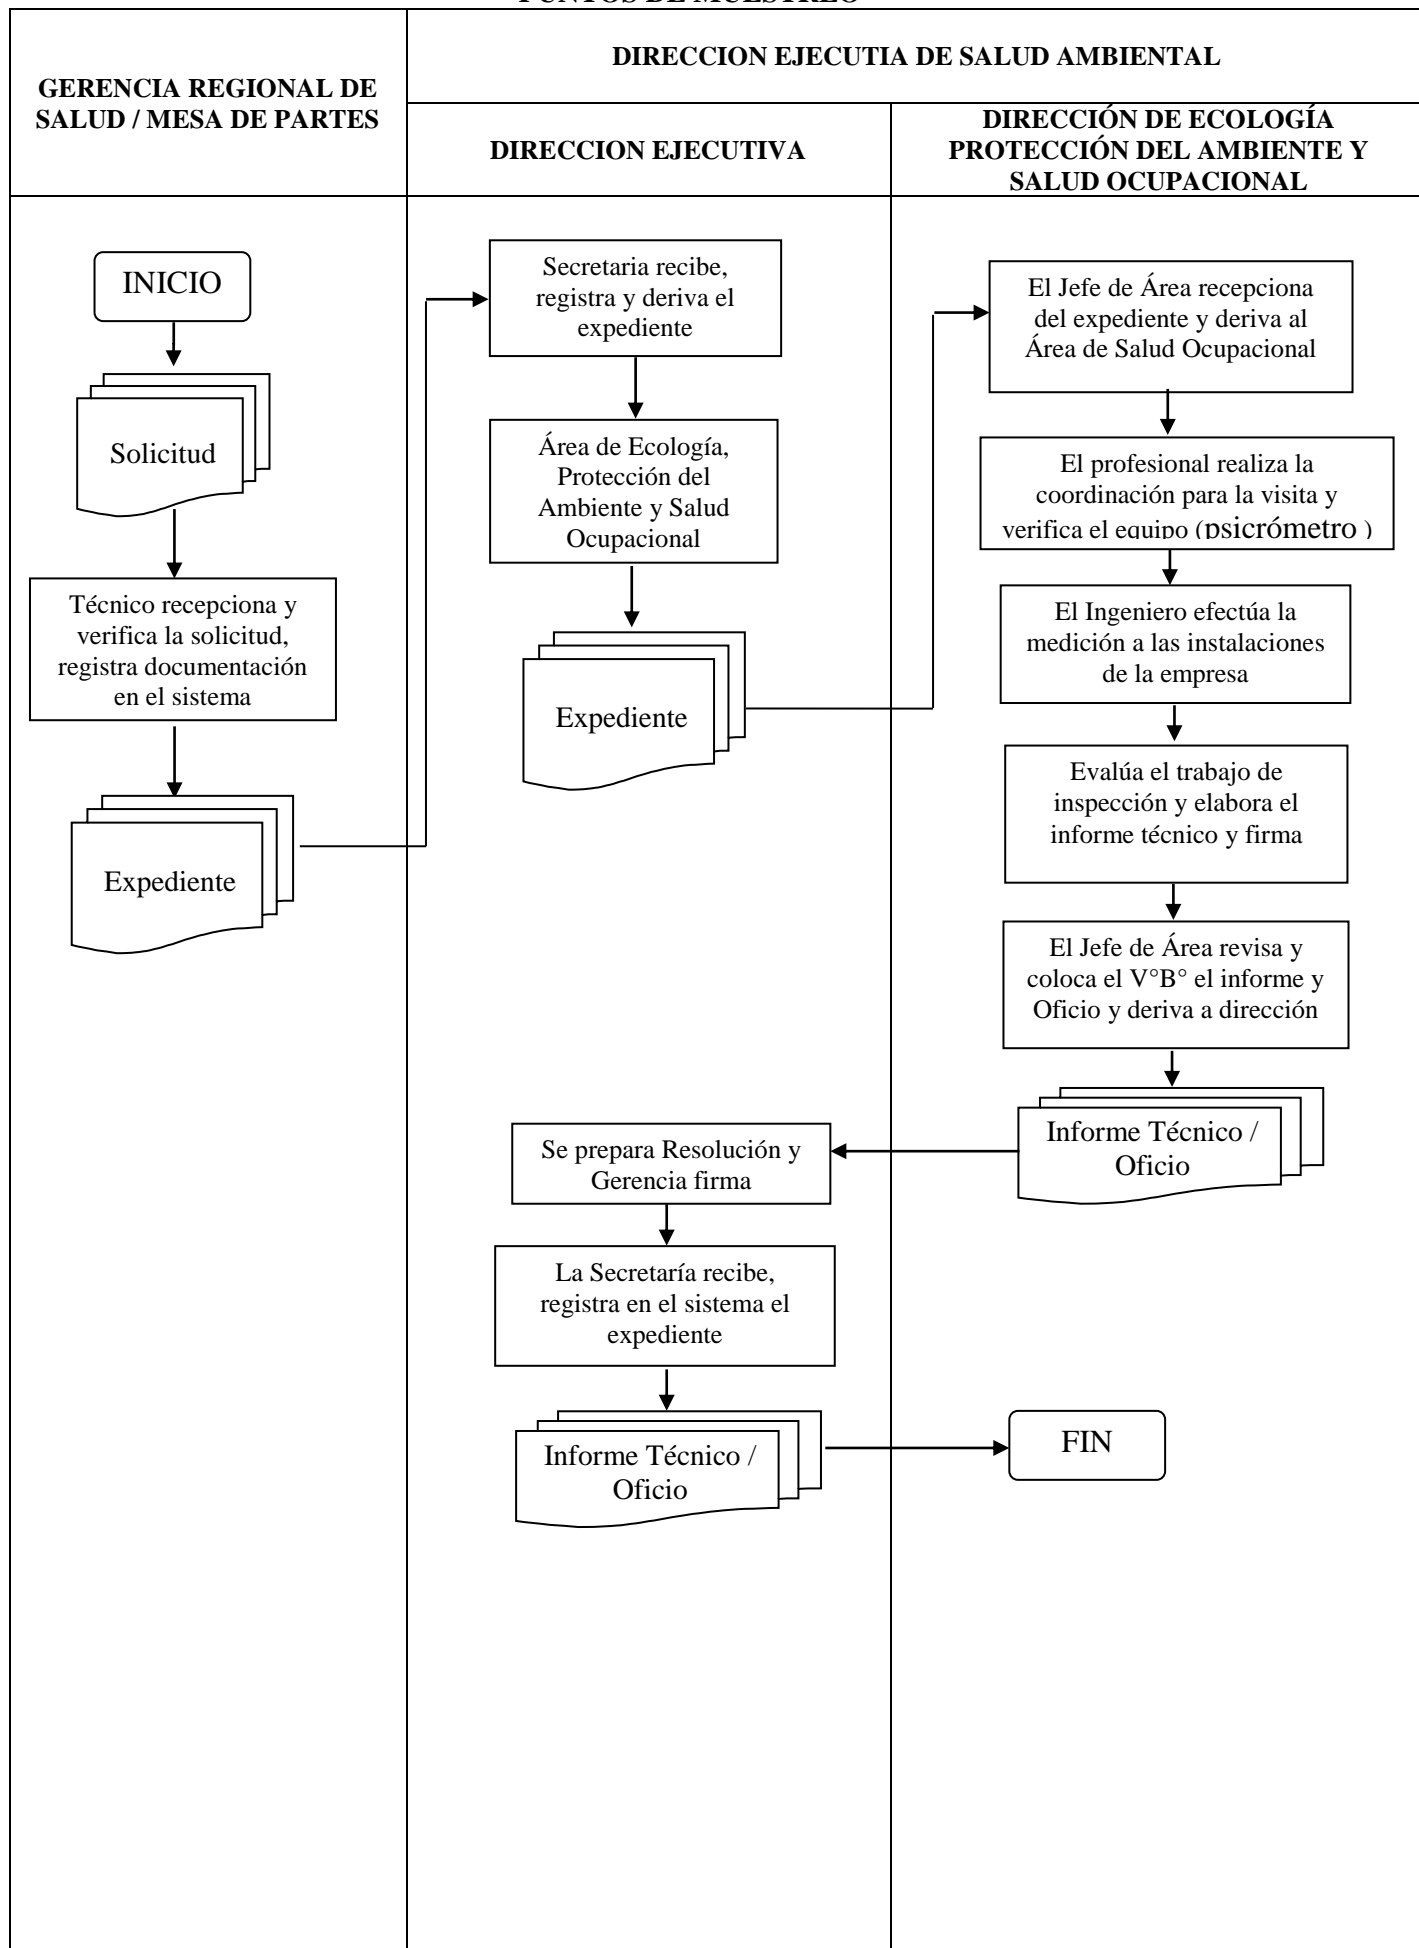 PUNTOS DE MUESTREO
GERENCIA REGIONAL DE
SALUD / MESA DE PARTES
DIRECCION EJECUTIA DE SALUD AMBIENTAL
DIRECCION EJECUTIVA
DIRECCIÓN DE ECOLOGÍA
PROTECCIÓN DEL AMBIENTE Y
SALUD OCUPACIONAL
INICIO
Solicitud
Técnico recepciona y
verifica la solicitud,
registra documentación
en el sistema
Expediente
Secretaria recibe,
registra y deriva el
expediente
Área de Ecología,
Protección del
Ambiente y Salud
Ocupacional
Expediente
El Jefe de Área recepciona
del expediente y deriva al
Área de Salud Ocupacional
El profesional realiza la
coordinación para la visita y
verifica el equipo (psicrómetro )
El Ingeniero efectúa la
medición a las instalaciones
de la empresa
Evalúa el trabajo de
inspección y elabora el
informe técnico y firma
El Jefe de Área revisa y
coloca el V°B° el informe y
Oficio y deriva a dirección
Informe Técnico /
Oficio
Se prepara Resolución y
Gerencia firma
La Secretaría recibe,
registra en el sistema el
expediente
Informe Técnico /
Oficio
FIN